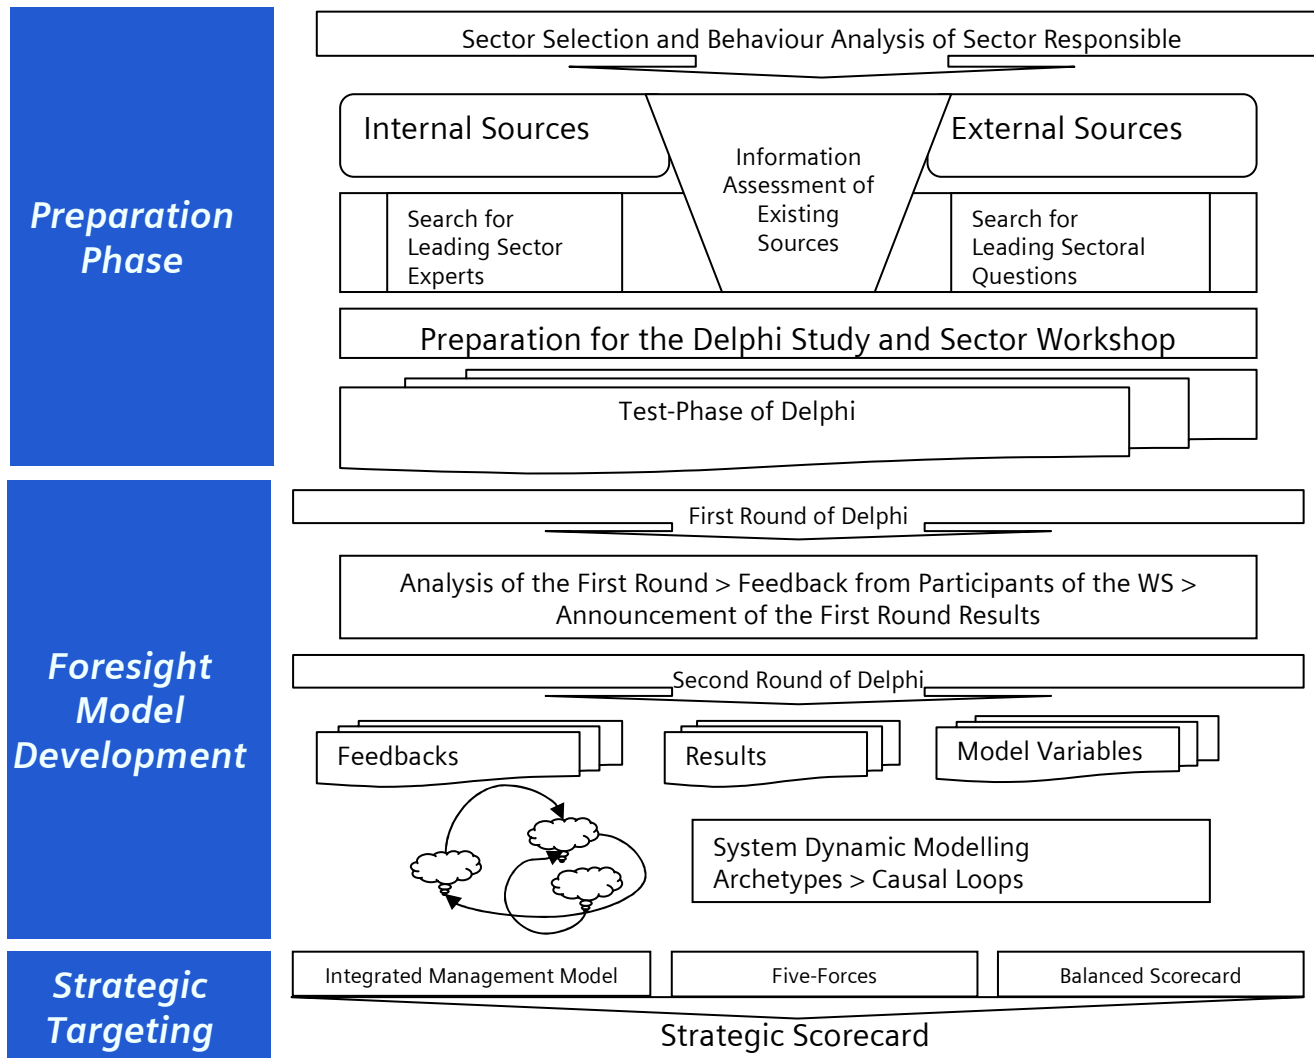 Preparation
Phase
Sector Selection and Behaviour Analysis of Sector Responsible
Internal Sources
Information
Assessment of
Existing
Sources
External Sources
Search for
Leading Sector
Experts
Search for
Leading Sectoral
Questions
Preparation for the Delphi Study and Sector Workshop
Test-Phase of Delphi
Foresight
Model
Development
First Round of Delphi
Analysis of the First Round > Feedback from Participants of the WS >
Announcement of the First Round Results
Second Round of Delphi
Feedbacks
Results
Model Variables
System Dynamic Modelling
Archetypes > Causal Loops
Strategic
Targeting
Integrated Management Model
Five-Forces
Balanced Scorecard
Strategic Scorecard